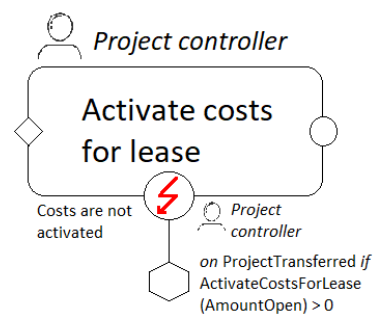 Project controller
Activate costs
for lease
Costs are not
activated
Project
controller
on ProjectTransferred if
ActivateCostsForLease
(AmountOpen) > 0